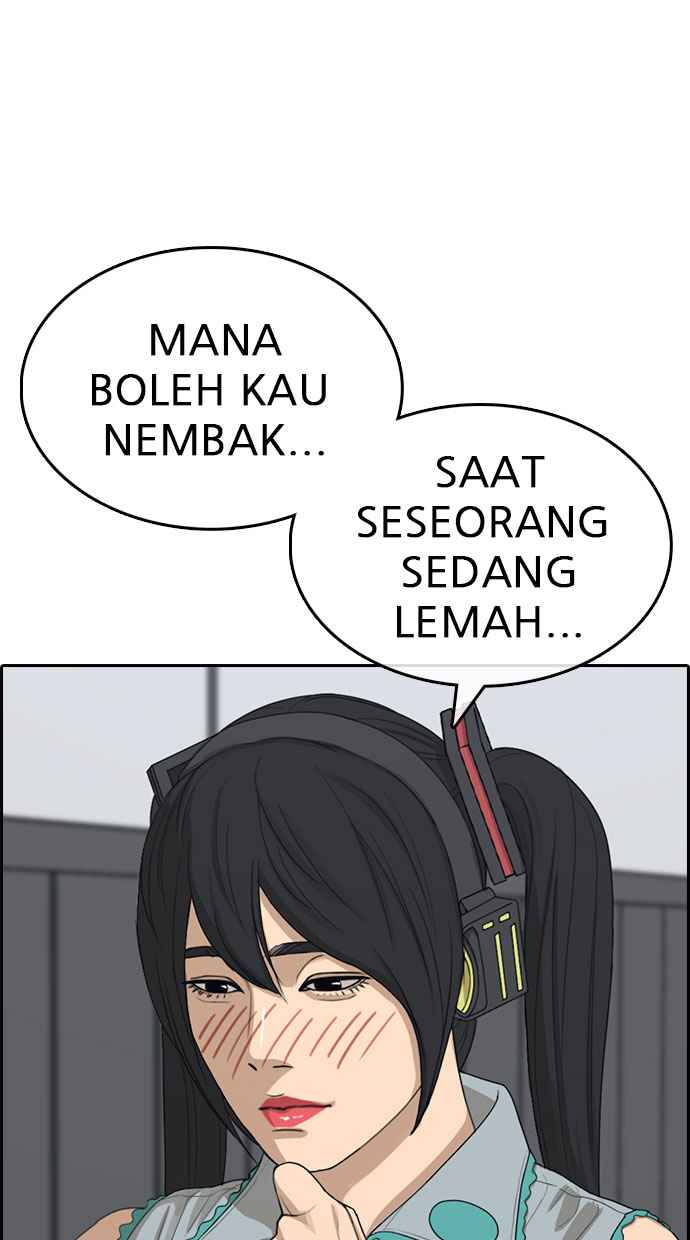 MANA
BOLEH KAU
NEMBAK...
SAAT
SESEORANG
SEDANG
LEMAH...